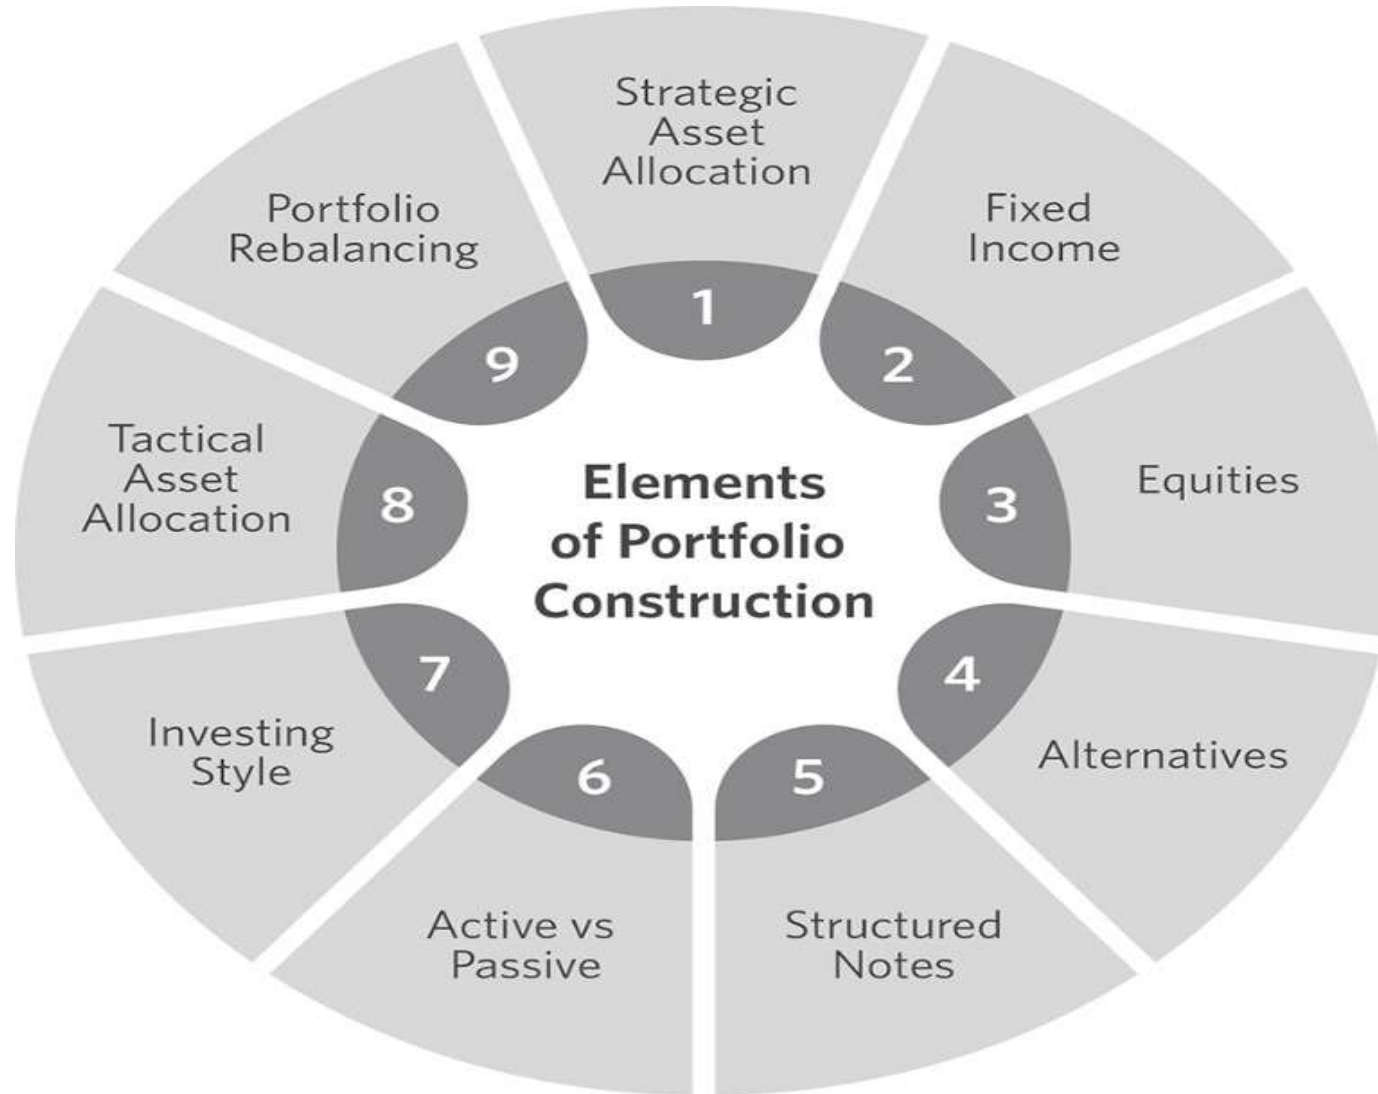 Elements
of Portfolio
Construction
1
Strategic
Asset
Allocation
2
Fixed
Income
3
Equities
4
Alternatives
5
Structured
Notes
6
Active vs
Passive
7
Investing
Style
8
Tactical
Asset
Allocation
9
Portfolio
Rebalancing